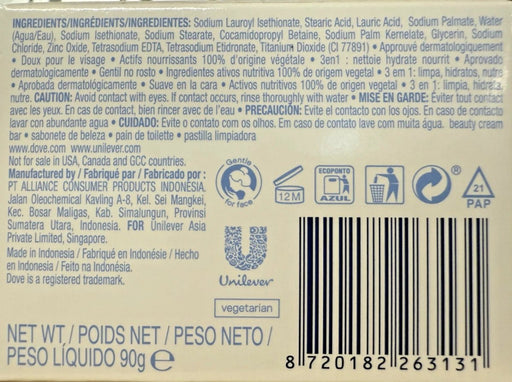 INGREDIENTS/INGRÉDIENTS/INGREDIENTES: Sodium Lauroyl Isethionate, Stearic Acid, Lauric Acid, Sodium Palmate, Water
(Aqua/Eau), Sodium Isethionate, Sodium Stearate, Cocamidopropyl Betaine, Sodium Palm Kernelate, Glycerin, Sodium
Chloride, Zinc Oxide, Tetrasodium EDTA, Tetrasodium Etidronate, Titanium Dioxide (CI 77891) • Approuvé dermatologiquement
• Doux pour le visage • Actifs nourrissants 100% d'origine végétale • 3en1 : nettoie hydrate nourrit • Aprovado
dermatologicamente • Gentil no rosto • Ingredientes ativos nutritiva 100% de origem vegetal • 3 em 1: limpa, hidratos, nutre
• Aprobada dermatológicamente • Suave en la cara • Activos nutritivos 100% de origen vegetal • 3 en 1: limpia, hidrata,
nutre. CAUTION: Avoid contact with eyes. If contact occurs, rinse thoroughly with water • MISE EN GARDE: Éviter tout contact
avec les yeux. En cas de contact, bien rincer avec de l'eau • PRECAUCIÓN: Evite el contacto con los ojos. En caso de contacto
lavar con abundante agua • CUIDADO: Evite o contato com os olhos. Em caso de contato lave com muita água. beauty cream
bar • sabonete de beleza • pain de toilette • pastilla limpiadora
www.dove.com www.unilever.com
Not for sale in USA, Canada and GCC countries.
Manufactured by / Fabriqué par / Fabricado por :
PT ALLIANCE CONSUMER PRODUCTS INDONESIA.
Jalan Oleochemical Kavling A-8, Kel. Sei Mangkei,
Kec. Bosar Maligas, Kab. Simalungun, Provinsi
Sumatera Utara, Indonesia. FOR Unilever Asia
Private Limited, Singapore.
Made in Indonesia / Fabriqué en Indonésie / Hecho
en Indonesia / Feito na Indonésia.
Dove is a registered trademark.
Gentle
for face
12M
ECOPONTO
AZUL
21
PAP
Unilever
vegetarian
NET WT. / POIDS NET / PESO NETO /
PESO LÍQUIDO 90g ℮
8 720182 263131